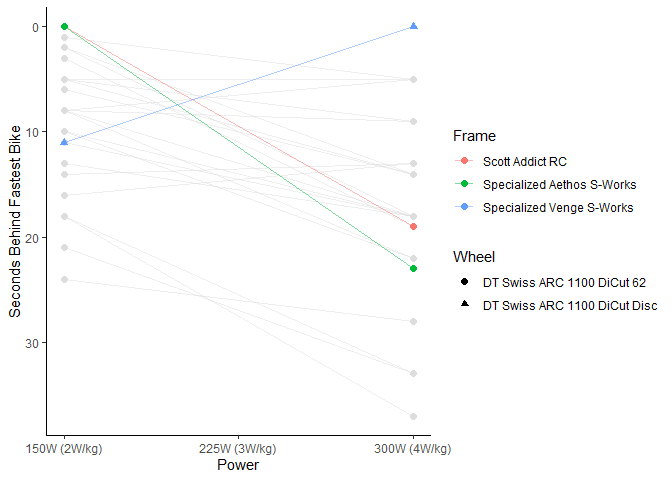 Seconds Behind Fastest Bike
0
10
20
30
150W (2W/kg)
225W (3W/kg)
300W (4W/kg)
Power
Frame
Scott Addict RC
Specialized Aethos S-Works
Specialized Venge S-Works
Wheel
DT Swiss ARC 1100 DiCut 62
DT Swiss ARC 1100 DiCut Disc